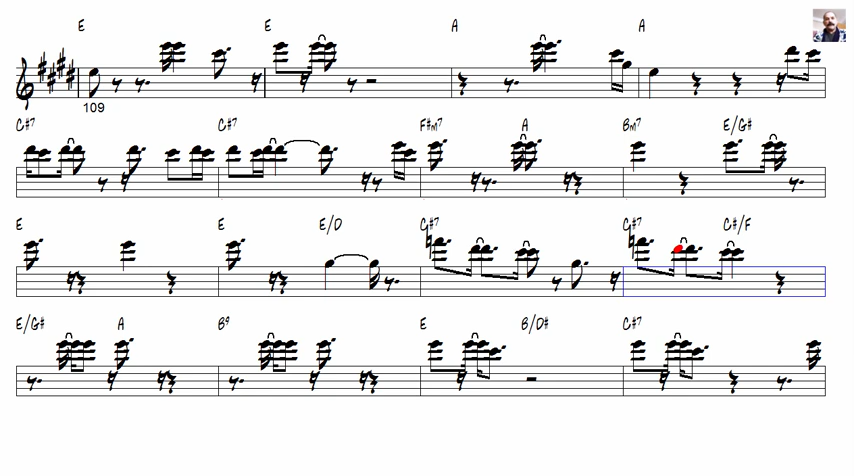 E E A A
109
C#7 C#7 F#m7 A Bm7 E/G#
E E E/D G#7 G#7 C#/F
E/G# A B9 E B/D# C#7